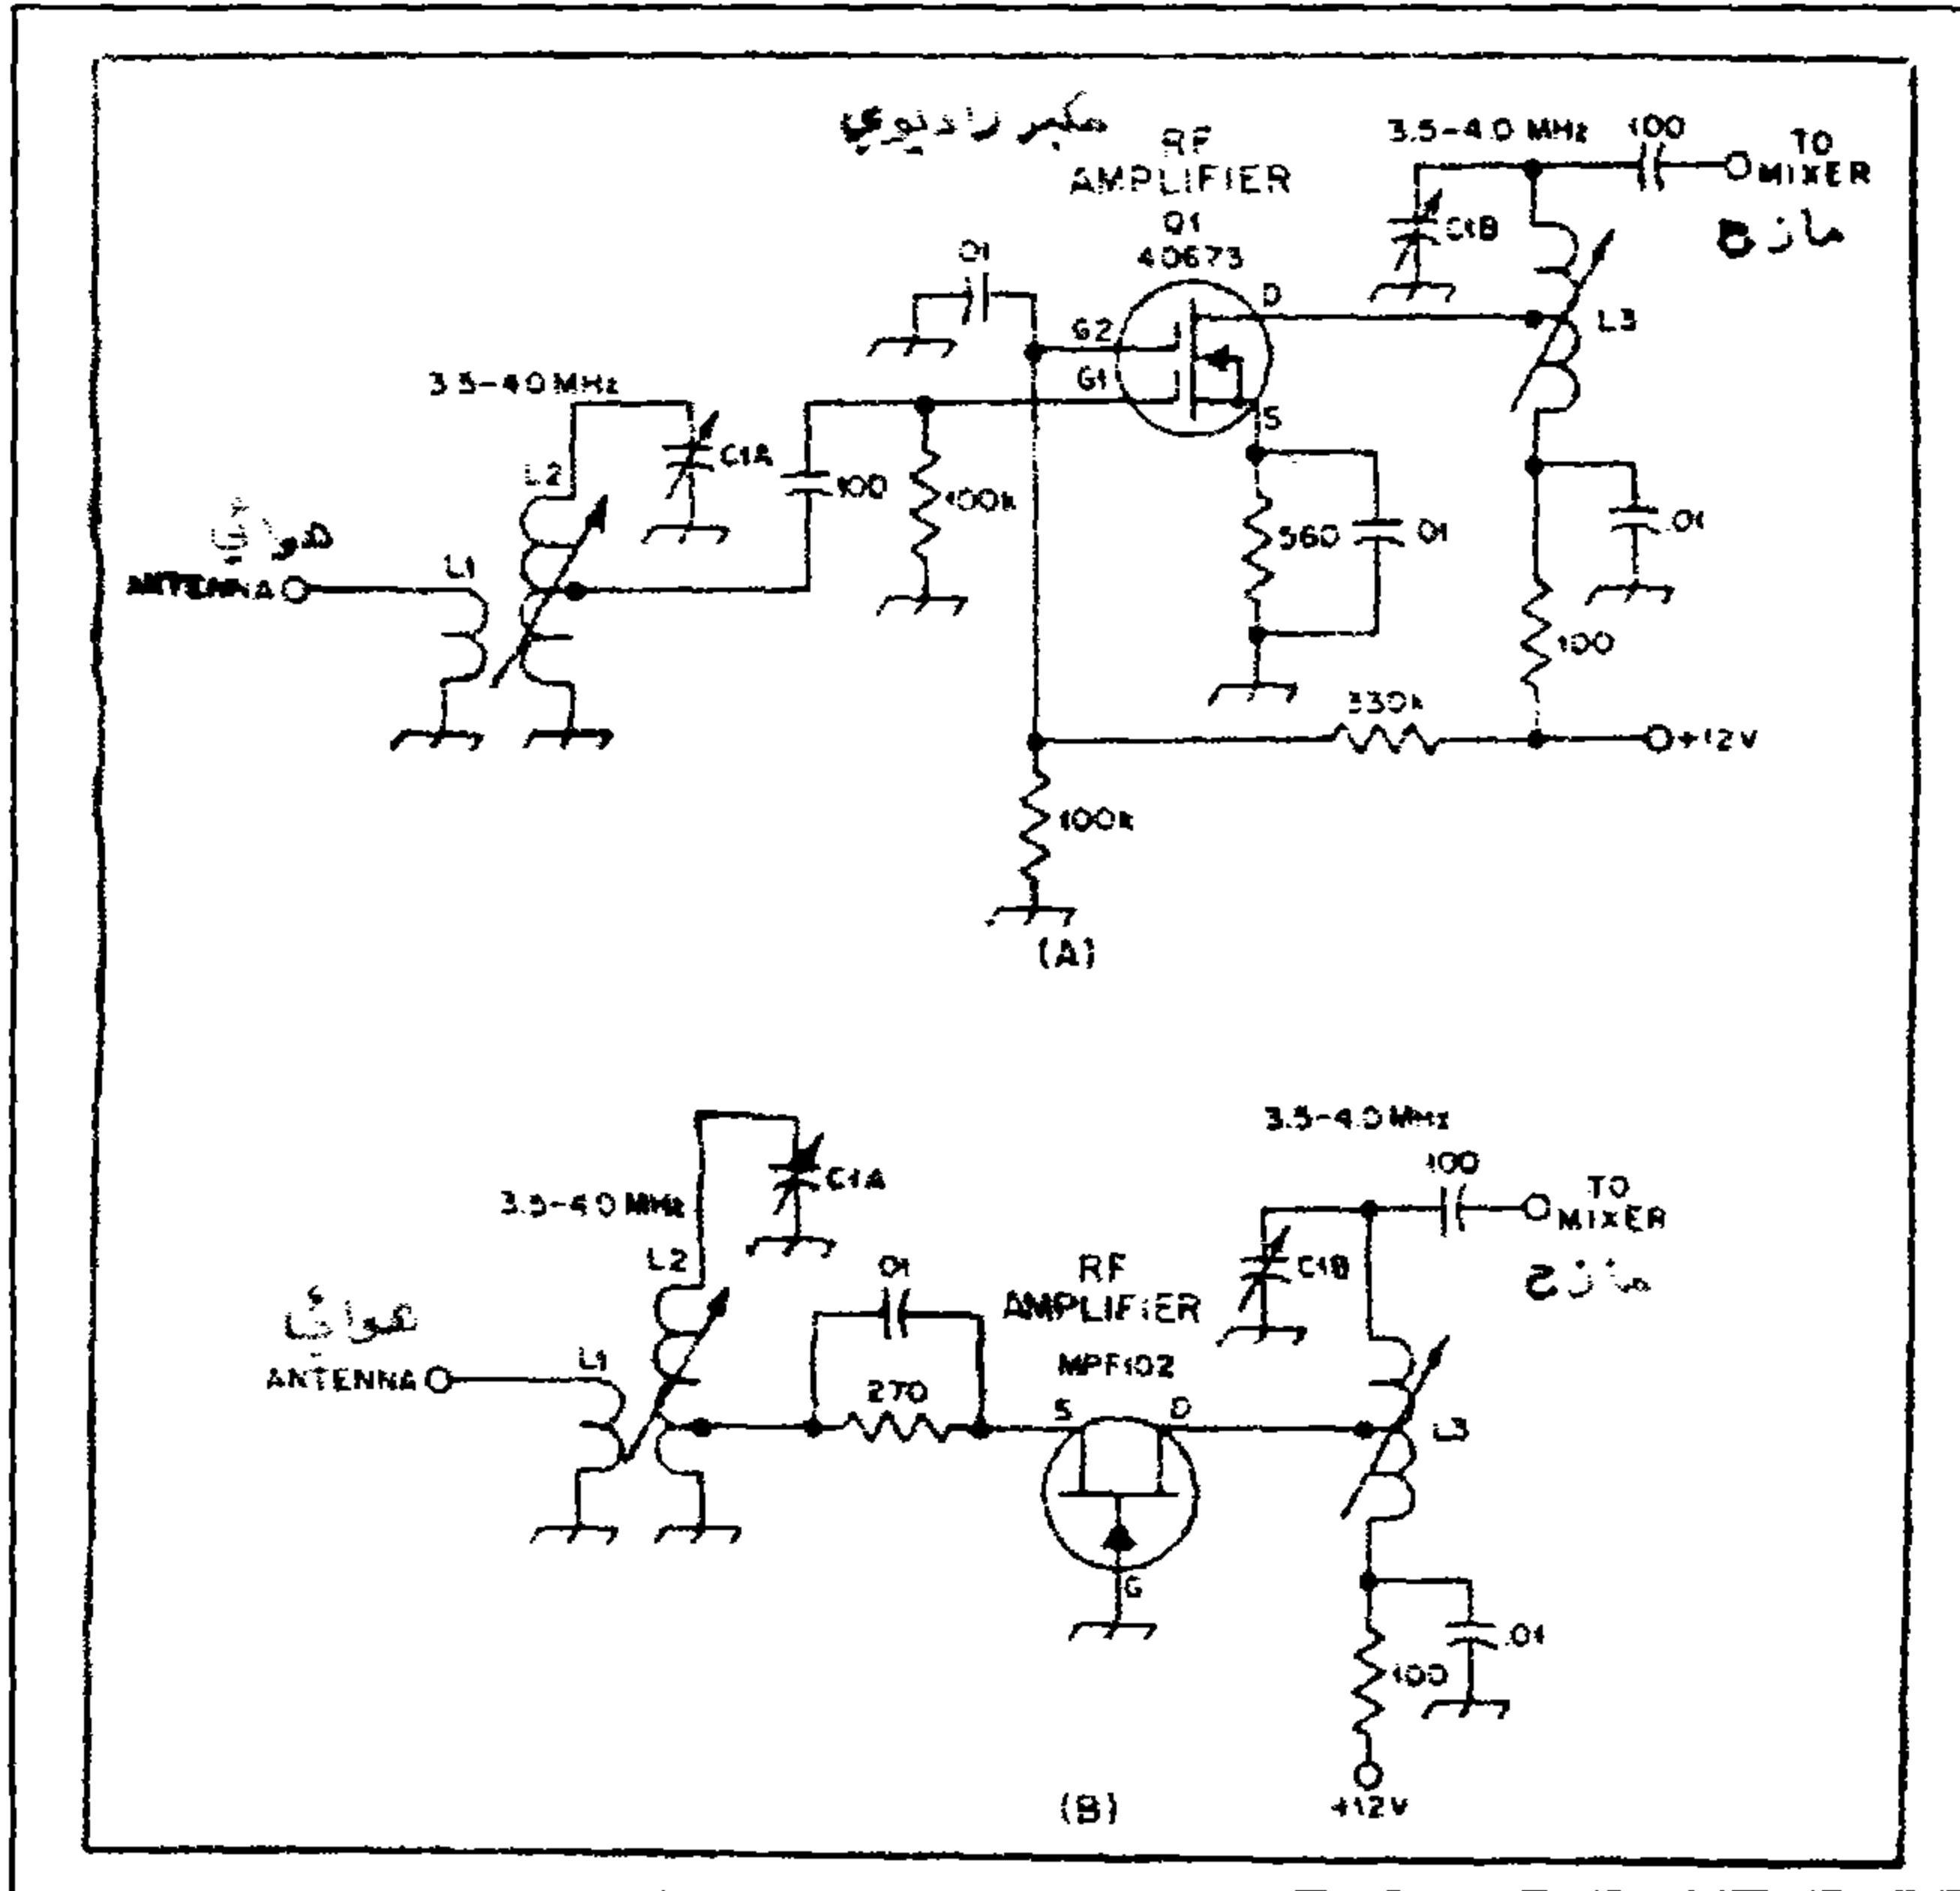 مكبر راديوي
RF
AMPLIFIER
Q1
40673
3.5-4.0 MHz
100
TO
MIXER
مازج
C1B
.01
D
G2
G1
S
L3
3.5-4.0 MHz
C1A
L2
100
100k
هوائي
ANTENNA
L1
560
.01
.01
100
330k
+12V
100k
(A)
3.5-4.0 MHz
100
TO
MIXER
مازج
C1A
3.5-4.0 MHz
L2
.01
RF
AMPLIFIER
C1B
هوائي
ANTENNA
L1
270
MPF102
S
D
L3
G
.01
100
+12V
(B)